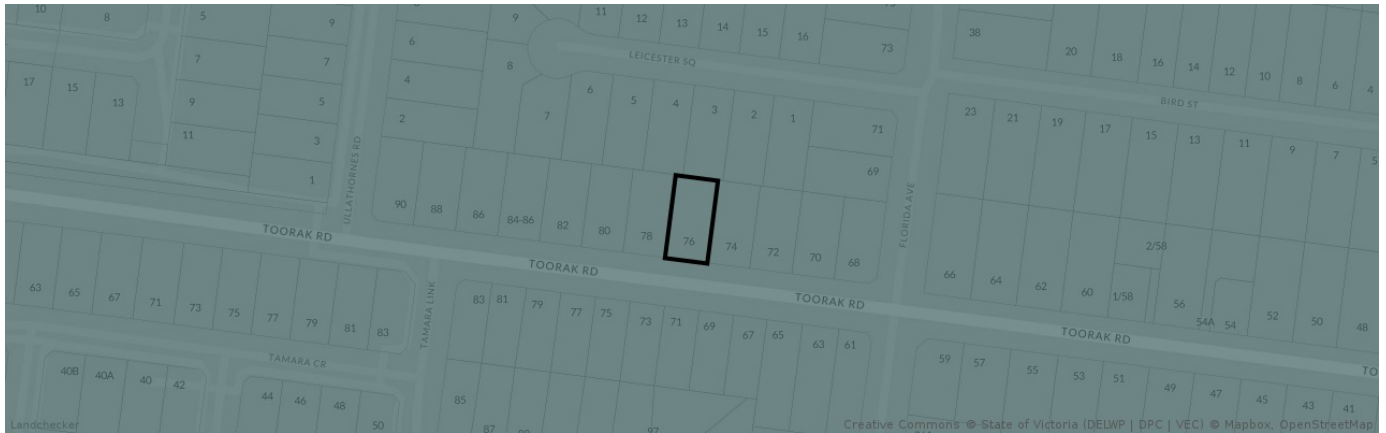 10 8 5 9 9 11 12 13 14 15 16 73 38 20 18 16 14 12 10 8 6 4
LEICESTER SQ
17 15 13 7 7 6 8
9 5 4 7 6 5 4 3 2 1 71
BIRD ST
11 3 2 69 23 21 19 17 15 13 11 9 7 5
1
ULLATHORNES RD
FLORIDA AVE
90 88 86 84-86 82 80 78 76 74 72 70 68
TOORAK RD
TOORAK RD
TOORAK RD
TOORAK RD
TO
66 64 62 60 1/58 2/58 56 54A 54 52 50 48
63 65 67 71 73 75 77 79 81 83
TAMARA LINK
83 81 79 77 75 73 71 69 67 65 63 61
59 57 55 53 51 49 47 45 43 41
TAMARA CR
40B 40A 40 42 44 46 48 50
85 87 97
Landchecker
Creative Commons © State of Victoria (DELWP | DPC | VEC) © Mapbox, OpenStreetMap